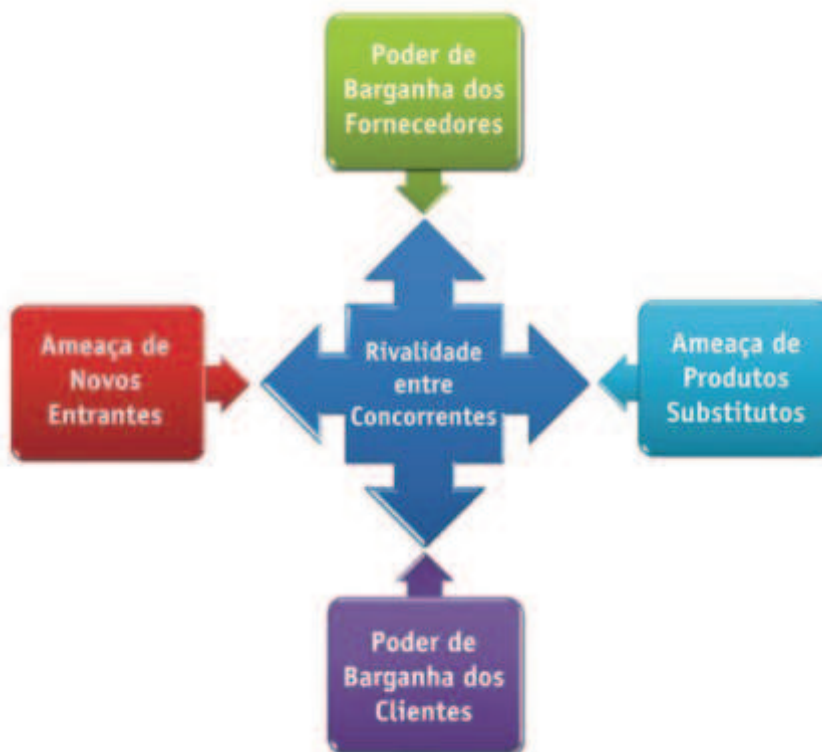 Poder de
Barganha dos
Fornecedores
Ameaça de
Novos
Entrantes
Rivalidade
entre
Concorrentes
Ameaça de
Produtos
Substitutos
Poder de
Barganha dos
Clientes